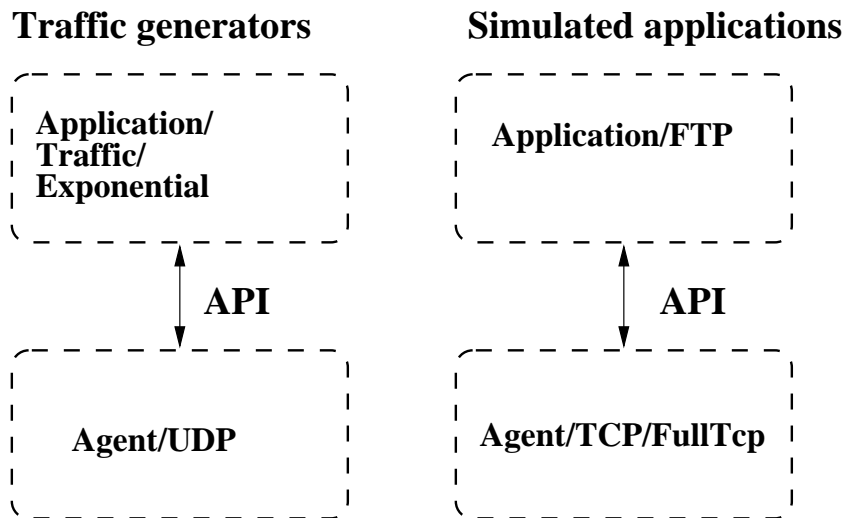 Traffic generators
Simulated applications
Application/
Traffic/
Exponential
Application/FTP
API
API
Agent/UDP
Agent/TCP/FullTcp